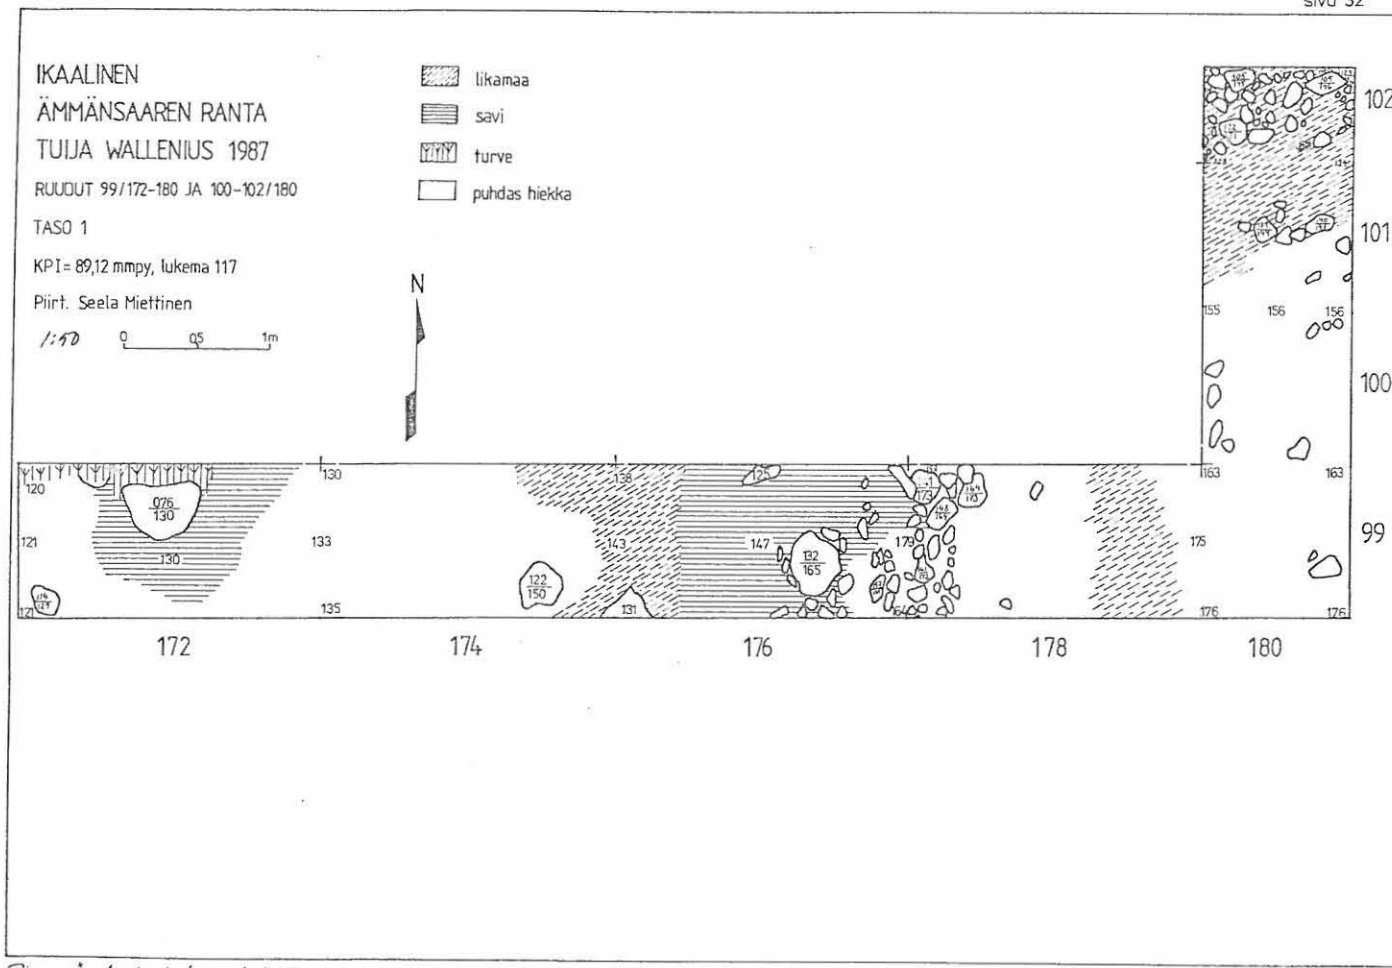 sivu 32
IKAALINEN
ÄMMÄNSAAREN RANTA
TUIJA WALLENIUS 1987
RUUDUT 99/172-180 JA 100-102/180
TASO 1
KPI= 89,12 mmpy, lukema 117
Piirt. Seela Miettinen
1:50
0 0,5 1m
likamaa
savi
turve
puhdas hiekka
N
102
101
155 156 156
100
120 130 138 125 163 163
076
130
173
121 133 143 147 179 175 99
130
132
165
122
150
121 135 131 164 176 176
172 174 176 178 180